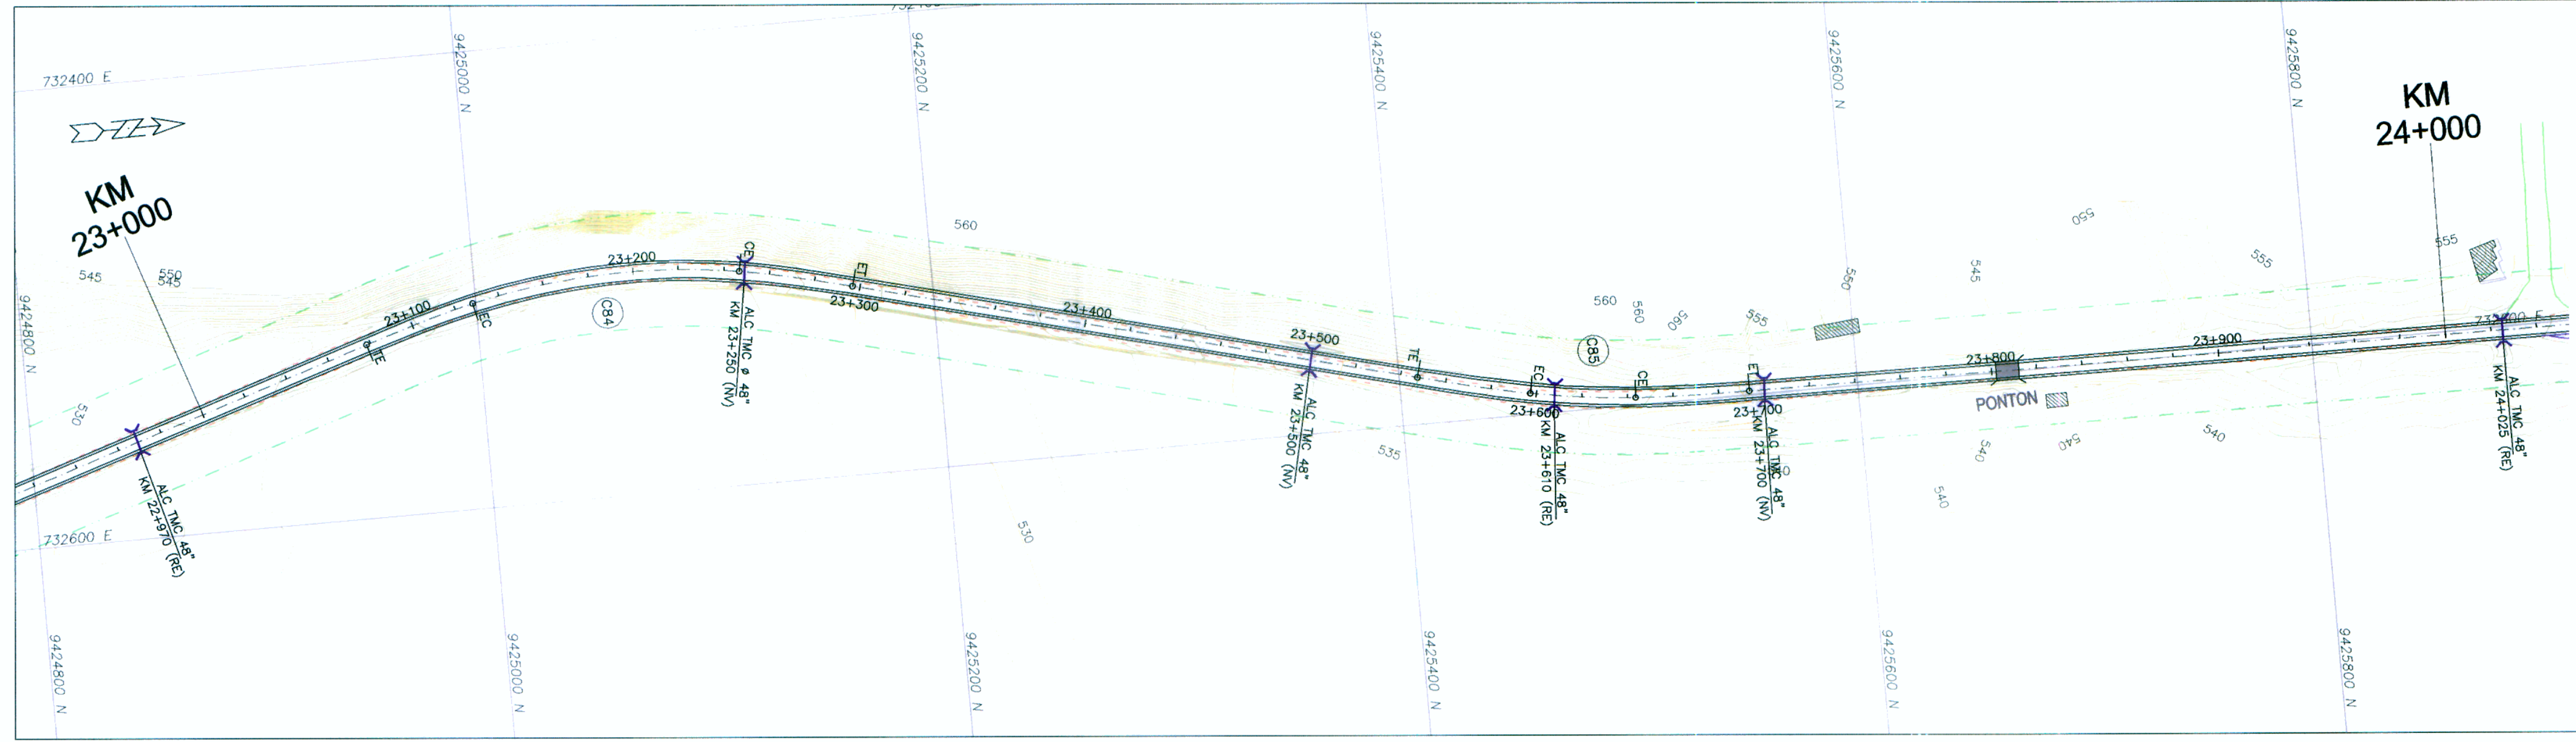 9425000 N
9425200 N
9425400 N
9425600 N
9425800 N
732400 E
KM
23+000
KM
24+000
545
550
545
560
550
555
555
545
550
560
560
560
555
9424800 N
530
23+100
TE
EC
23+200
C84
CE
ET
23+300
23+400
23+500
TE
EC
C85
CE
23+600
23+700
23+800
23+900
PONTON
ALC TMC 48"
KM 22+970 (RE)
ALC TMC ø 48"
KM 23+250 (NV)
ALC TMC 48"
KM 23+500 (NV)
ALC TMC 48"
KM 23+610 (RE)
ALC TMC 48"
KM 23+700 (NV)
ALC TMC 48"
KM 24+025 (RE)
535
530
540
540
540
540
732600 E
9424800 N
9425000 N
9425200 N
9425400 N
9425600 N
9425800 N